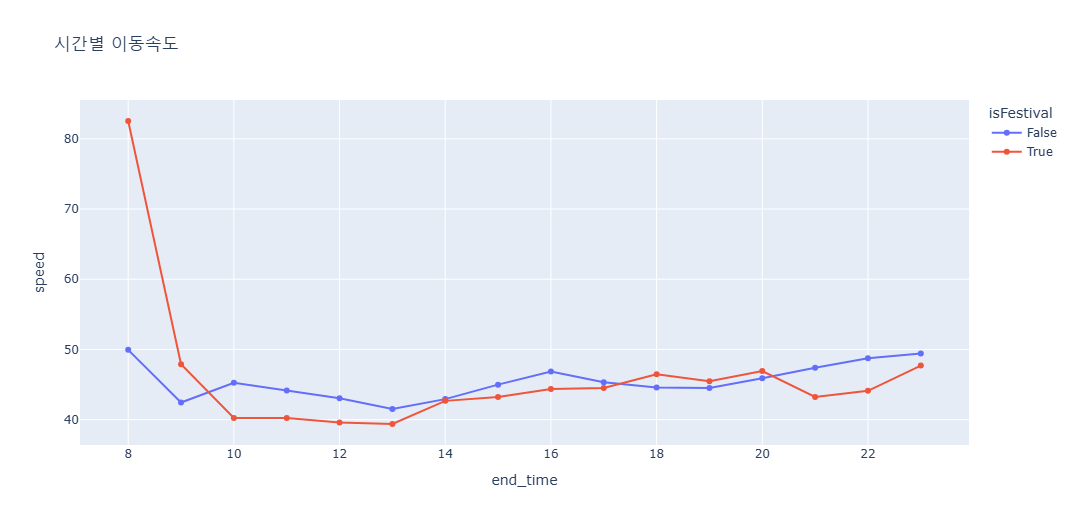 시간별 이동속도
isFestival
False
True
speed
80
70
60
50
40
8 10 12 14 16 18 20 22
end_time